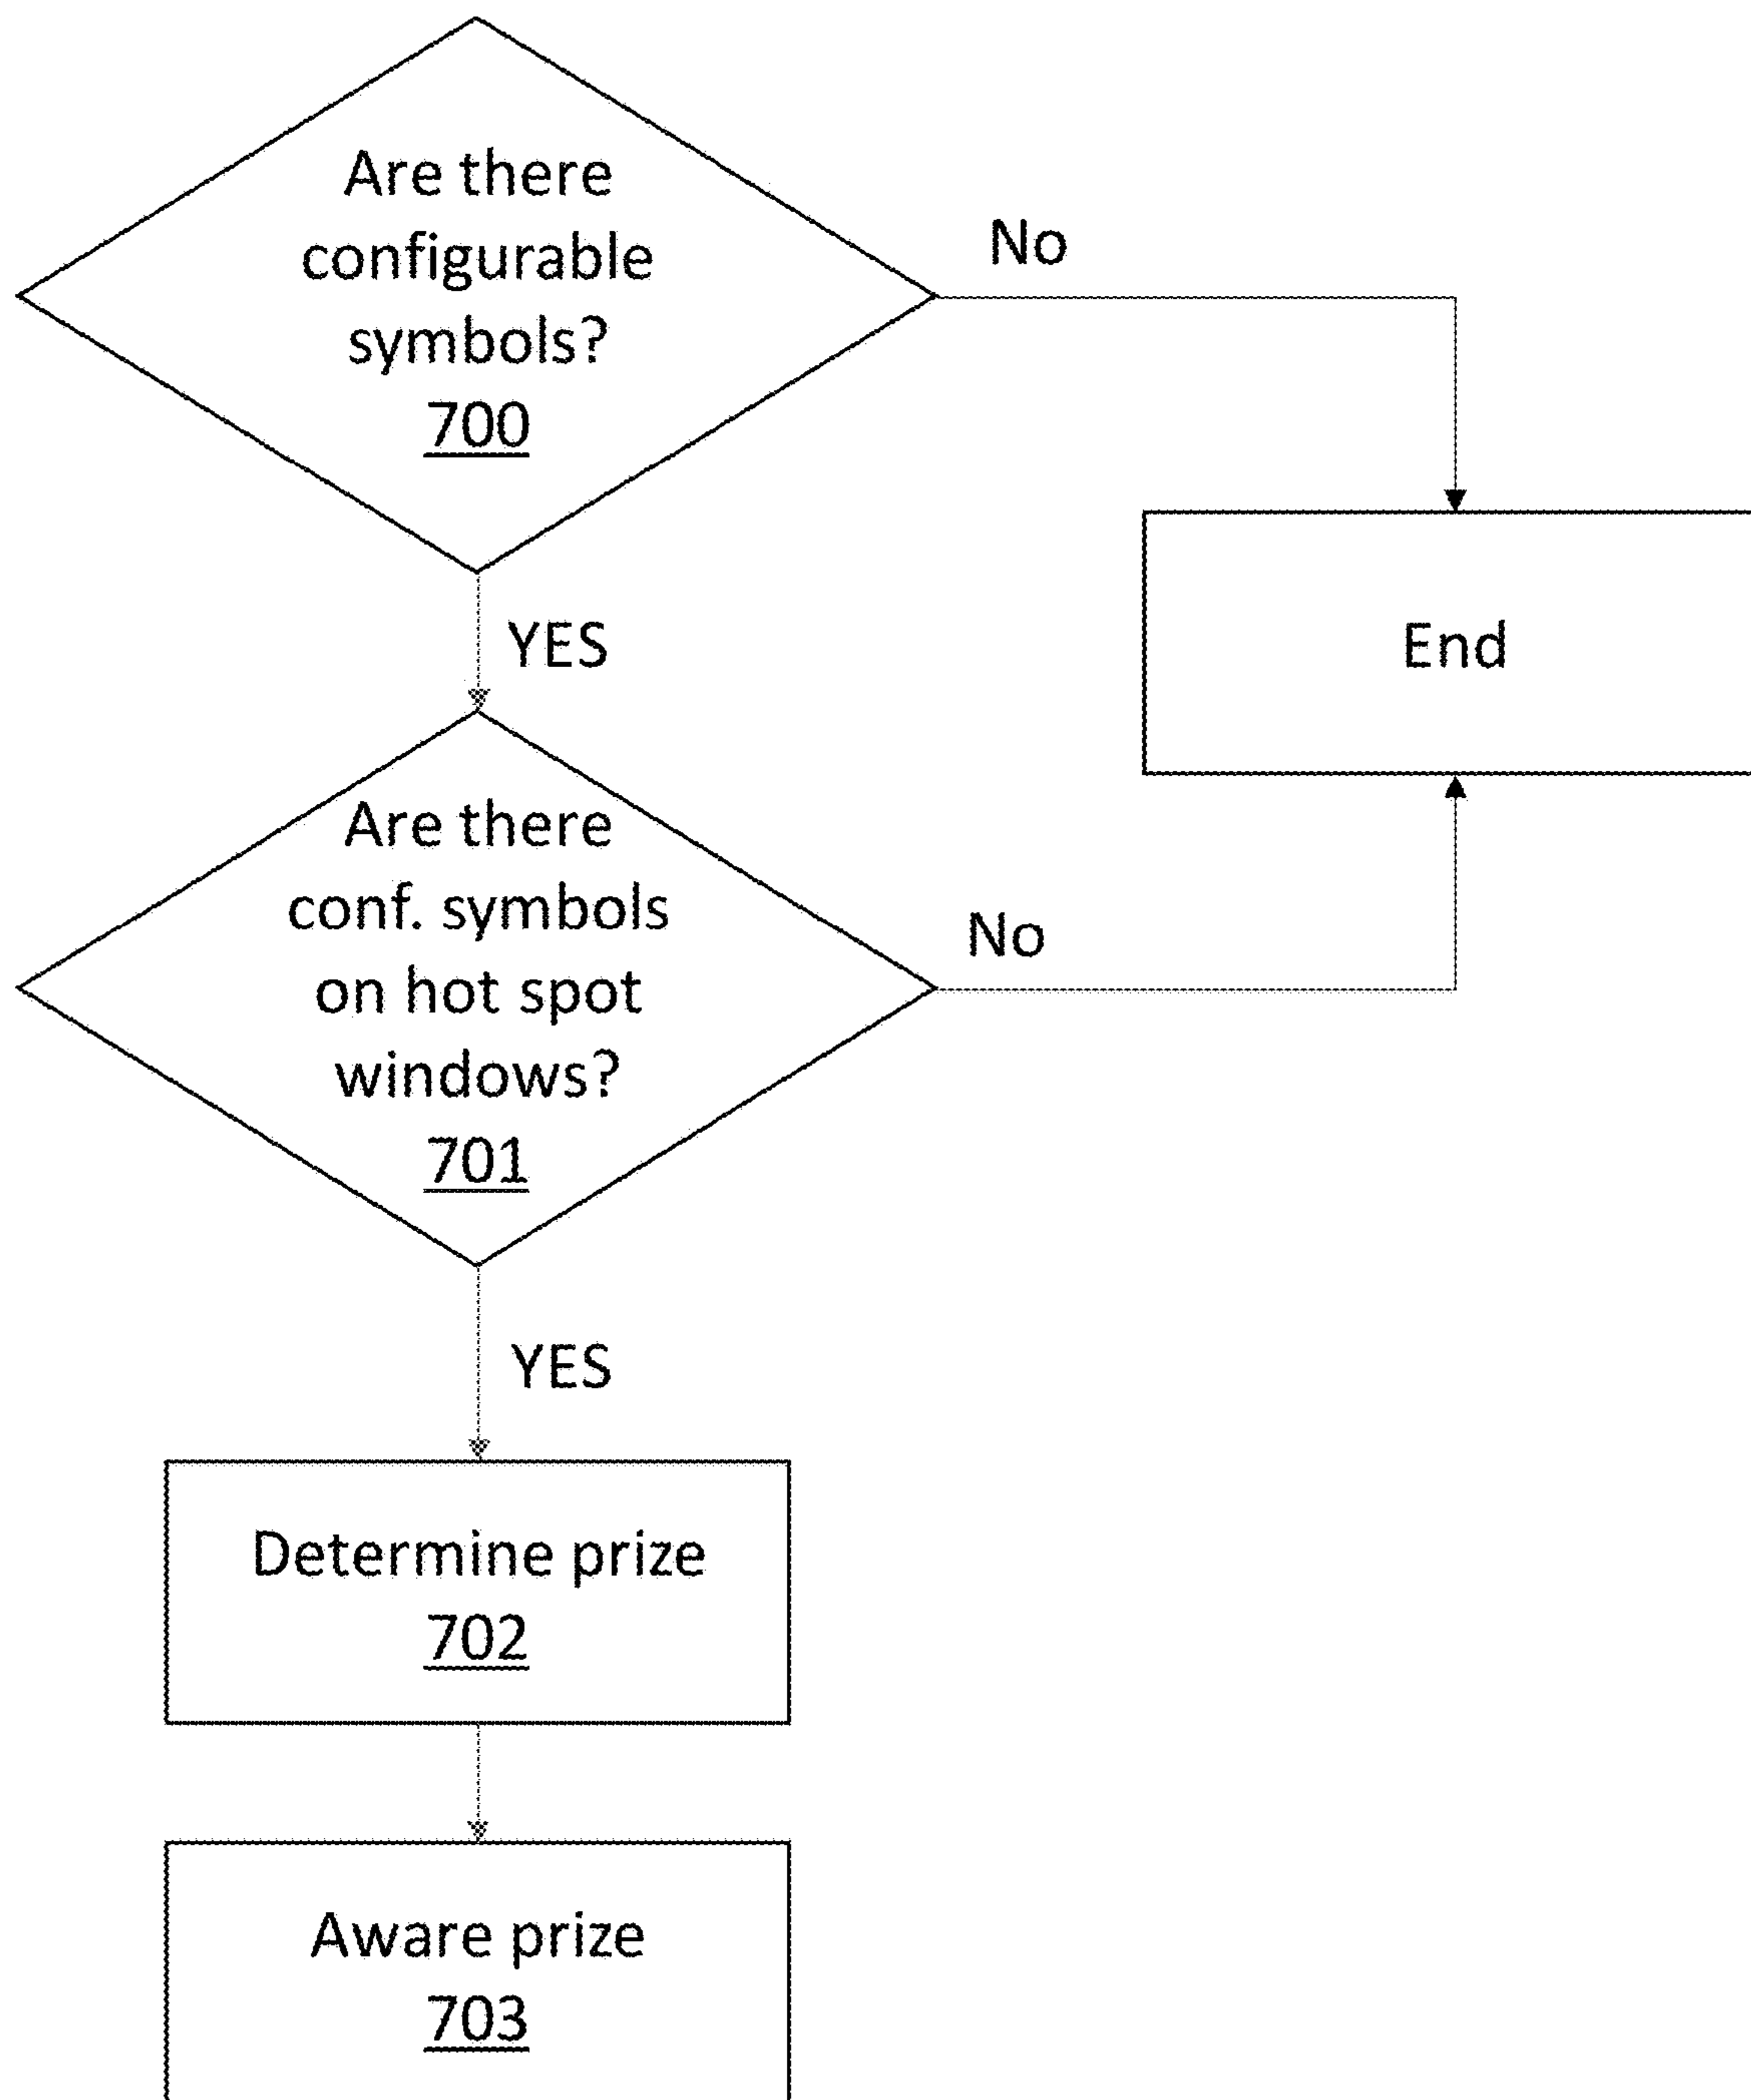 Are there
configurable
symbols?
700
No
End
YES
Are there
conf. symbols
on hot spot
windows?
701
No
YES
Determine prize
702
Aware prize
703